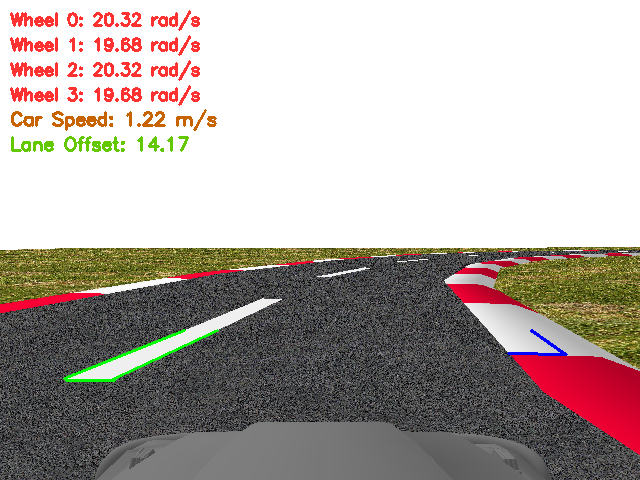 Wheel 0: 20.32 rad/s
Wheel 1: 19.68 rad/s
Wheel 2: 20.32 rad/s
Wheel 3: 19.68 rad/s
Car Speed: 1.22 m/s
Lane Offset: 14.17